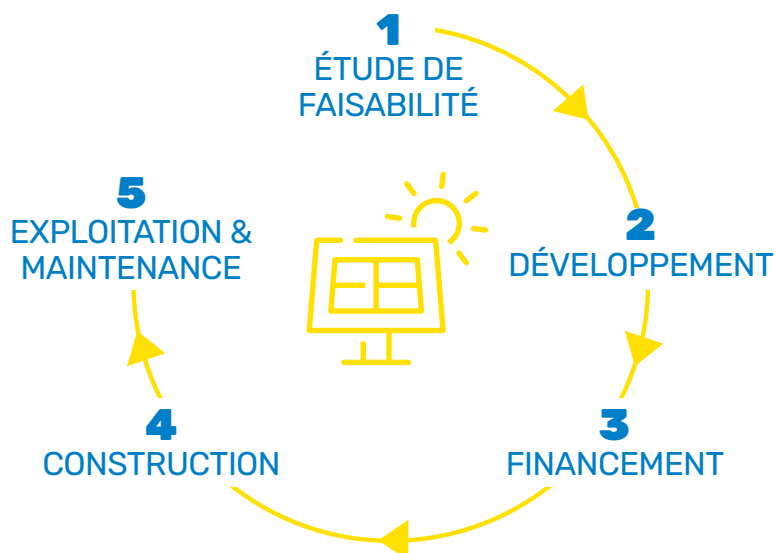 1
ÉTUDE DE
FAISABILITÉ
2
DÉVELOPPEMENT
3
FINANCEMENT
4
CONSTRUCTION
5
EXPLOITATION &
MAINTENANCE